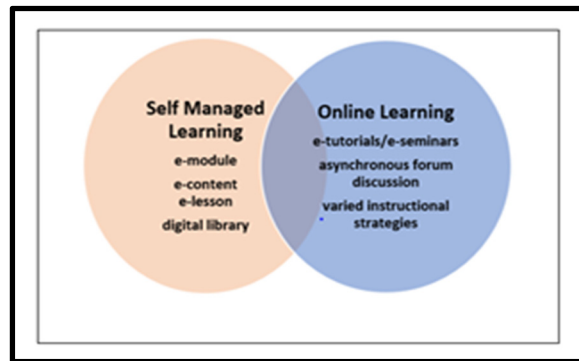 Self Managed
Learning
e-module
e-content
e-lesson
digital library
Online Learning
e-tutorials/e-seminars
asynchronous forum
discussion
varied instructional
strategies